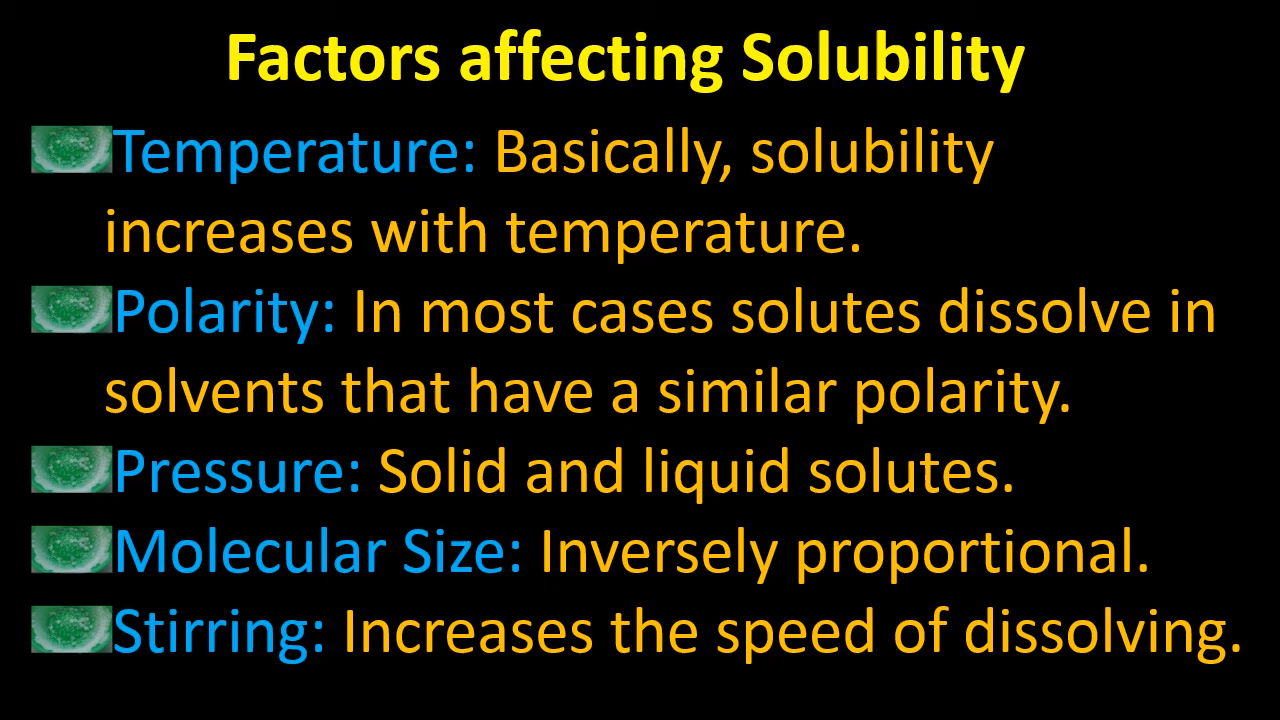 Factors affecting Solubility
Temperature: Basically, solubility
increases with temperature.
Polarity: In most cases solutes dissolve in
solvents that have a similar polarity.
Pressure: Solid and liquid solutes.
Molecular Size: Inversely proportional.
Stirring: Increases the speed of dissolving.